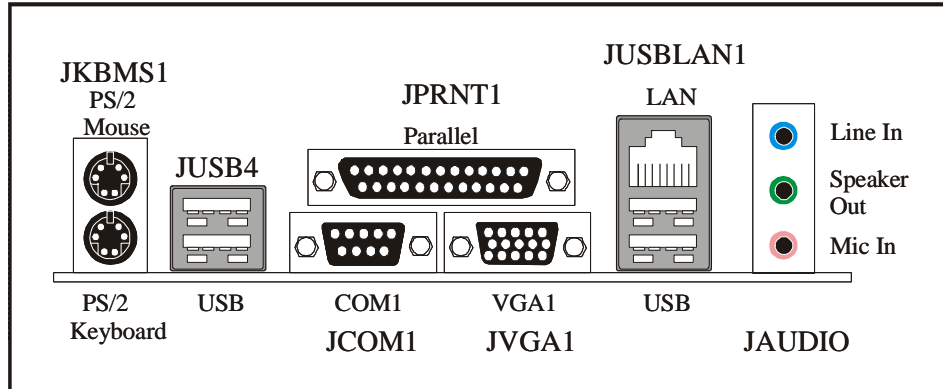 JKBMS1
PS/2
Mouse
JUSB4
JPRNT1
Parallel
JUSBLAN1
LAN
Line In
Speaker
Out
Mic In
PS/2
Keyboard
USB
COM1
VGA1
USB
JCOM1
JVGA1
JAUDIO